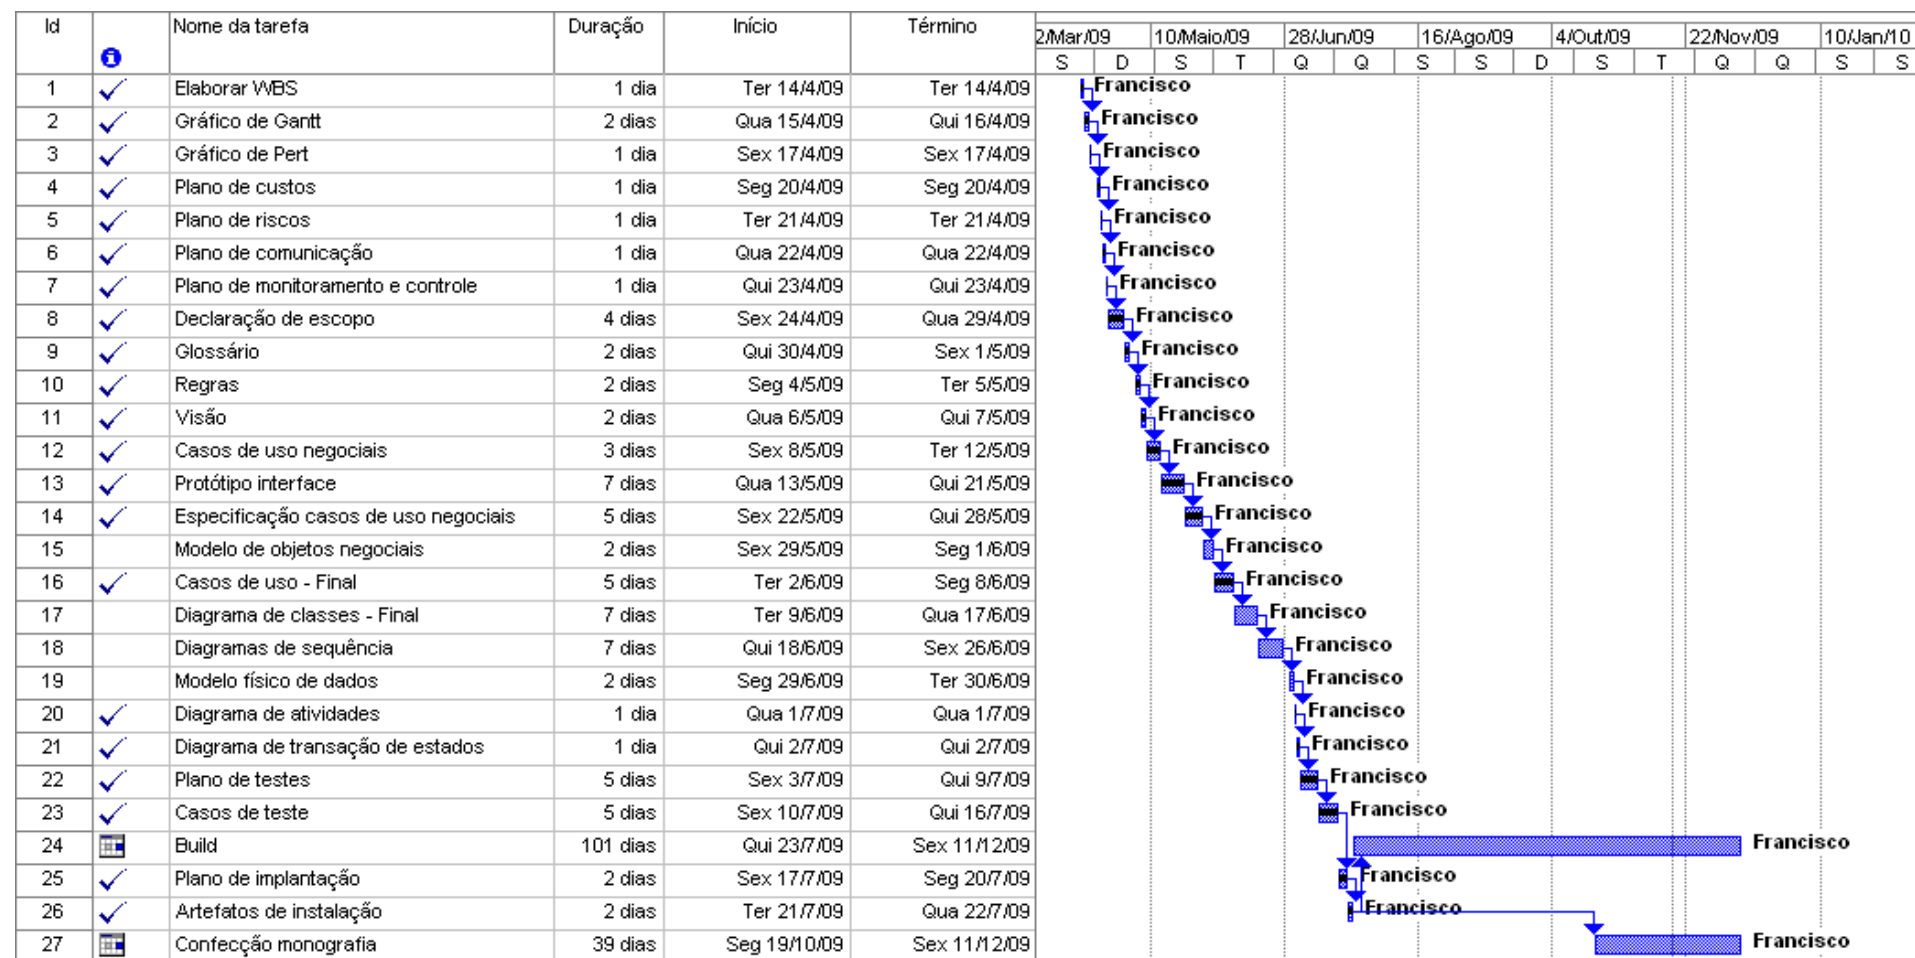 Id Nome da tarefa Duração Início Término
2/Mar/09 10/Maio/09 28/Jun/09 16/Ago/09 4/Out/09 22/Nov/09 10/Jan/10
S D S T Q Q S S D S T Q Q S S
1 Elaborar WBS 1 dia Ter 14/4/09 Ter 14/4/09 Francisco
2 Gráfico de Gantt 2 dias Qua 15/4/09 Qui 16/4/09 Francisco
3 Gráfico de Pert 1 dia Sex 17/4/09 Sex 17/4/09 Francisco
4 Plano de custos 1 dia Seg 20/4/09 Seg 20/4/09 Francisco
5 Plano de riscos 1 dia Ter 21/4/09 Ter 21/4/09 Francisco
6 Plano de comunicação 1 dia Qua 22/4/09 Qua 22/4/09 Francisco
7 Plano de monitoramento e controle 1 dia Qui 23/4/09 Qui 23/4/09 Francisco
8 Declaração de escopo 4 dias Sex 24/4/09 Qua 29/4/09 Francisco
9 Glossário 2 dias Qui 30/4/09 Sex 1/5/09 Francisco
10 Regras 2 dias Seg 4/5/09 Ter 5/5/09 Francisco
11 Visão 2 dias Qua 6/5/09 Qui 7/5/09 Francisco
12 Casos de uso negociais 3 dias Sex 8/5/09 Ter 12/5/09 Francisco
13 Protótipo interface 7 dias Qua 13/5/09 Qui 21/5/09 Francisco
14 Especificação casos de uso negociais 5 dias Sex 22/5/09 Qui 28/5/09 Francisco
15 Modelo de objetos negociais 2 dias Sex 29/5/09 Seg 1/6/09 Francisco
16 Casos de uso - Final 5 dias Ter 2/6/09 Seg 8/6/09 Francisco
17 Diagrama de classes - Final 7 dias Ter 9/6/09 Qua 17/6/09 Francisco
18 Diagramas de sequência 7 dias Qui 18/6/09 Sex 26/6/09 Francisco
19 Modelo físico de dados 2 dias Seg 29/6/09 Ter 30/6/09 Francisco
20 Diagrama de atividades 1 dia Qua 1/7/09 Qua 1/7/09 Francisco
21 Diagrama de transação de estados 1 dia Qui 2/7/09 Qui 2/7/09 Francisco
22 Plano de testes 5 dias Sex 3/7/09 Qui 9/7/09 Francisco
23 Casos de teste 5 dias Sex 10/7/09 Qui 16/7/09 Francisco
24 Build 101 dias Qui 23/7/09 Sex 11/12/09 Francisco
25 Plano de implantação 2 dias Sex 17/7/09 Seg 20/7/09 Francisco
26 Artefatos de instalação 2 dias Ter 21/7/09 Qua 22/7/09 Francisco
27 Confecção monografia 39 dias Seg 19/10/09 Sex 11/12/09 Francisco